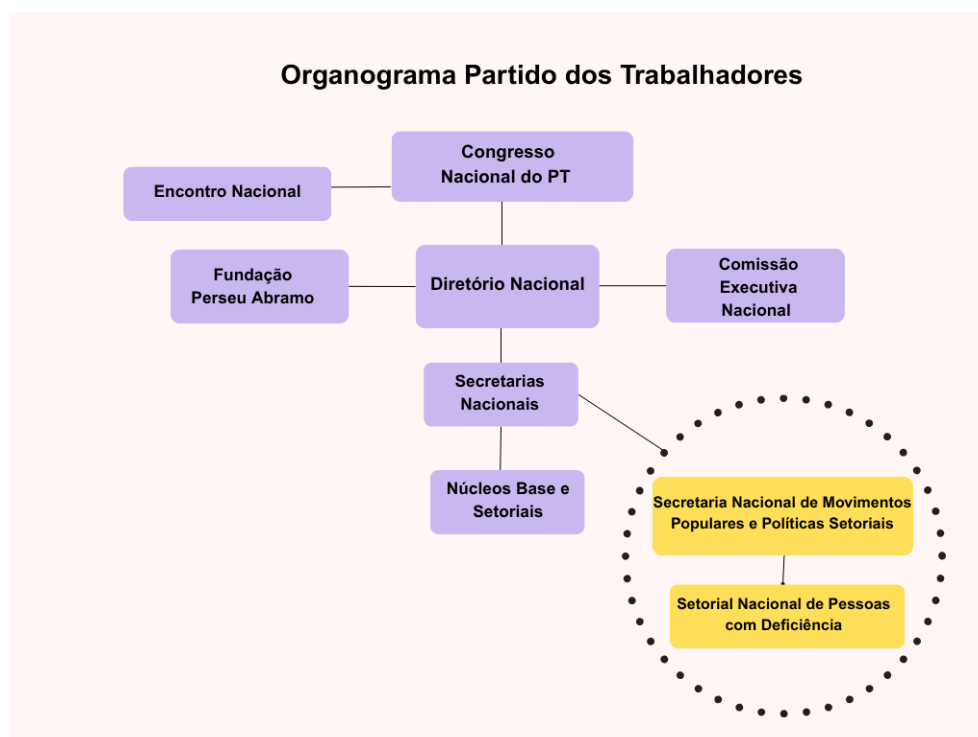 Organograma Partido dos Trabalhadores
Congresso
Nacional do PT
Encontro Nacional
Fundação
Perseu Abramo
Diretório Nacional
Comissão
Executiva
Nacional
Secretarias
Nacionais
Núcleos Base e
Setoriais
Secretaria Nacional de Movimentos
Populares e Políticas Setoriais
Setorial Nacional de Pessoas
com Deficiência